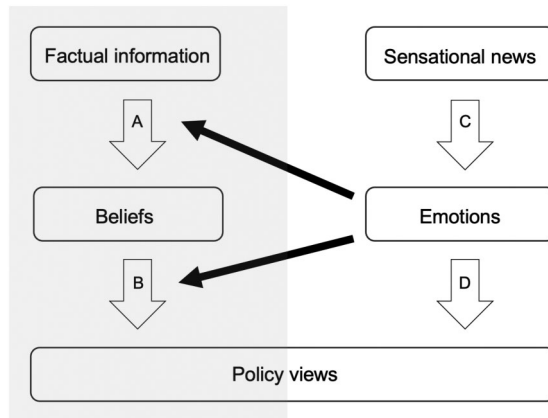 Factual information
Sensational news
A
C
Beliefs
Emotions
B
D
Policy views